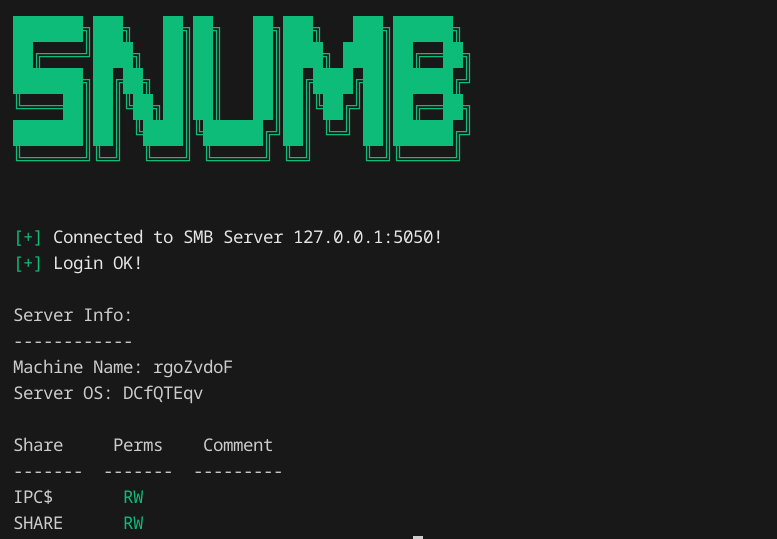 SNUMB
[+] Connected to SMB Server 127.0.0.1:5050!
[+] Login OK!
Server Info:
------------
Machine Name: rgoZvdoF
Server OS: DCfQTEqv
Share     Perms    Comment
-------  -------  ---------
IPC$       RW
SHARE      RW